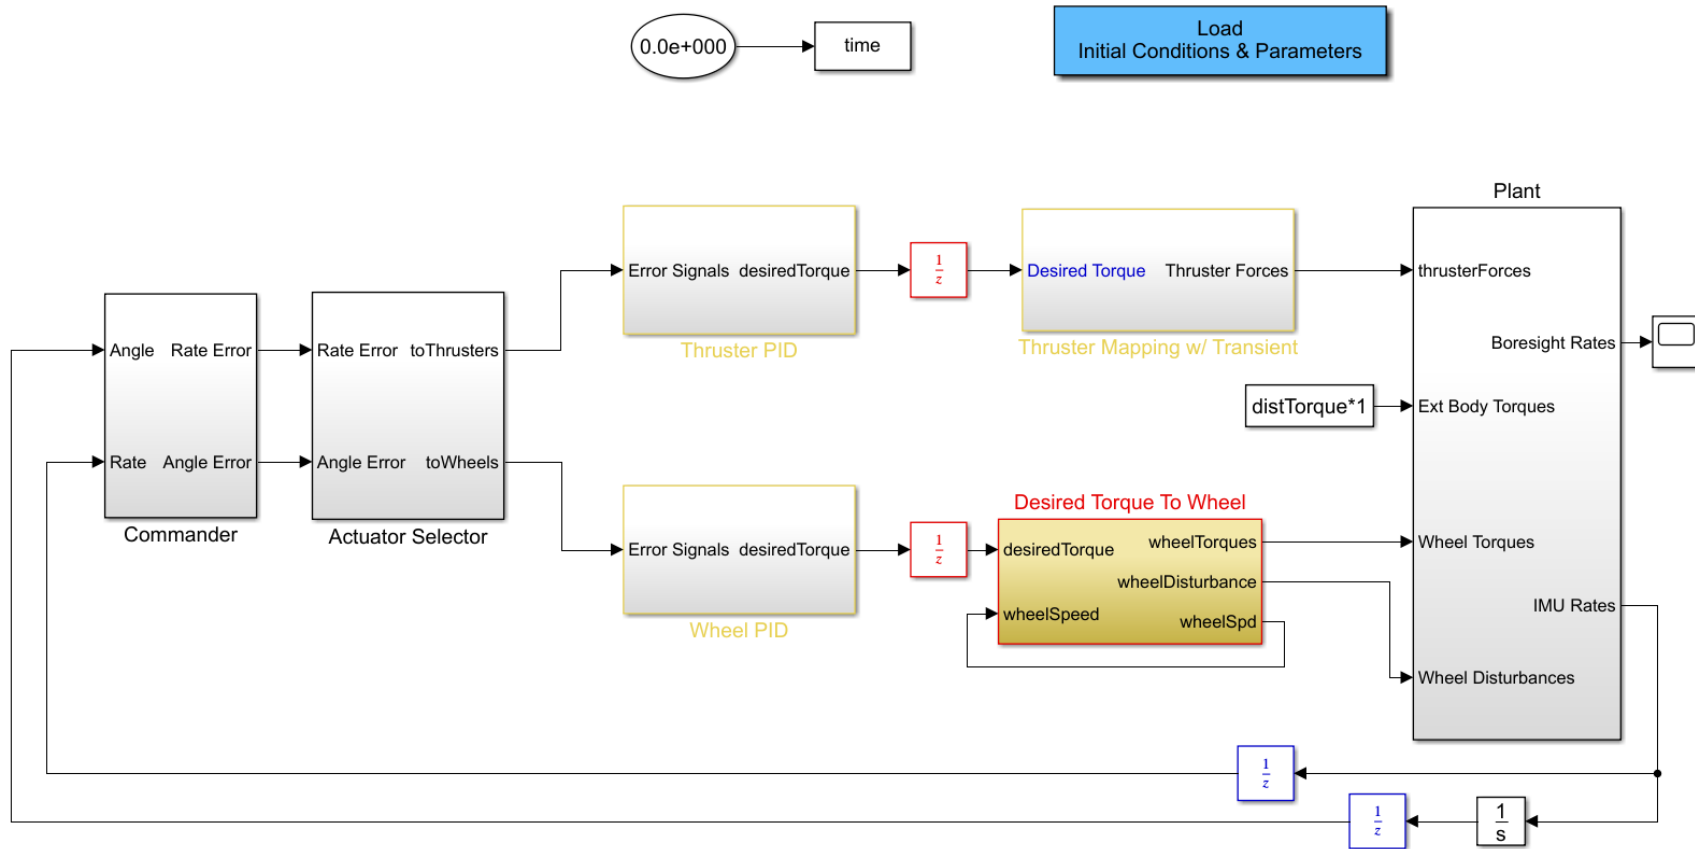 0.0e+000
time
Load
Initial Conditions & Parameters
Plant
Error Signals desiredTorque
1
z
Desired Torque Thruster Forces
thrusterForces
Thruster PID
Thruster Mapping w/ Transient
Angle Rate Error
Rate Error toThrusters
Boresight Rates
distTorque*1
Ext Body Torques
Rate Angle Error
Angle Error toWheels
Commander
Actuator Selector
Desired Torque To Wheel
Error Signals desiredTorque
1
z
desiredTorque wheelTorques
wheelDisturbance
wheelSpeed wheelSpd
Wheel Torques
IMU Rates
Wheel PID
Wheel Disturbances
1
z
1
z
1
s